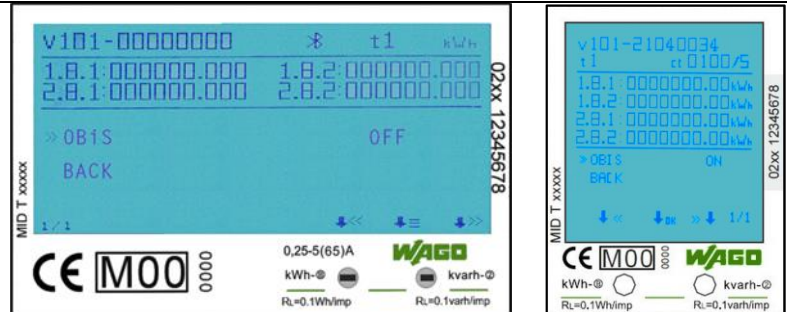 v101-00000000 t1 kWh
1.8.1:000000.000 1.8.2:000000.000
2.8.1:000000.000 2.8.2:000000.000
» OBiS OFF
BACK
1/1 << >>
MID T xxxxx
02xx 12345678
CE M00 0000
0,25-5(65)A
WAGO
kWh- kvarh-②
RL=0.1Wh/imp RL=0.1varh/imp
v101-21040034
t1 ct 0100/5
1.8.1:0000000.00kWh
1.8.2:0000000.00kWh
2.8.1:0000000.00kWh
2.8.2:0000000.00kWh
» OBIS ON
BACK
« OK » 1/1
MID T xxxxx
02xx 12345678
CE M00 0000
WAGO
kWh- kvarh-②
RL=0.1Wh/imp RL=0.1varh/imp